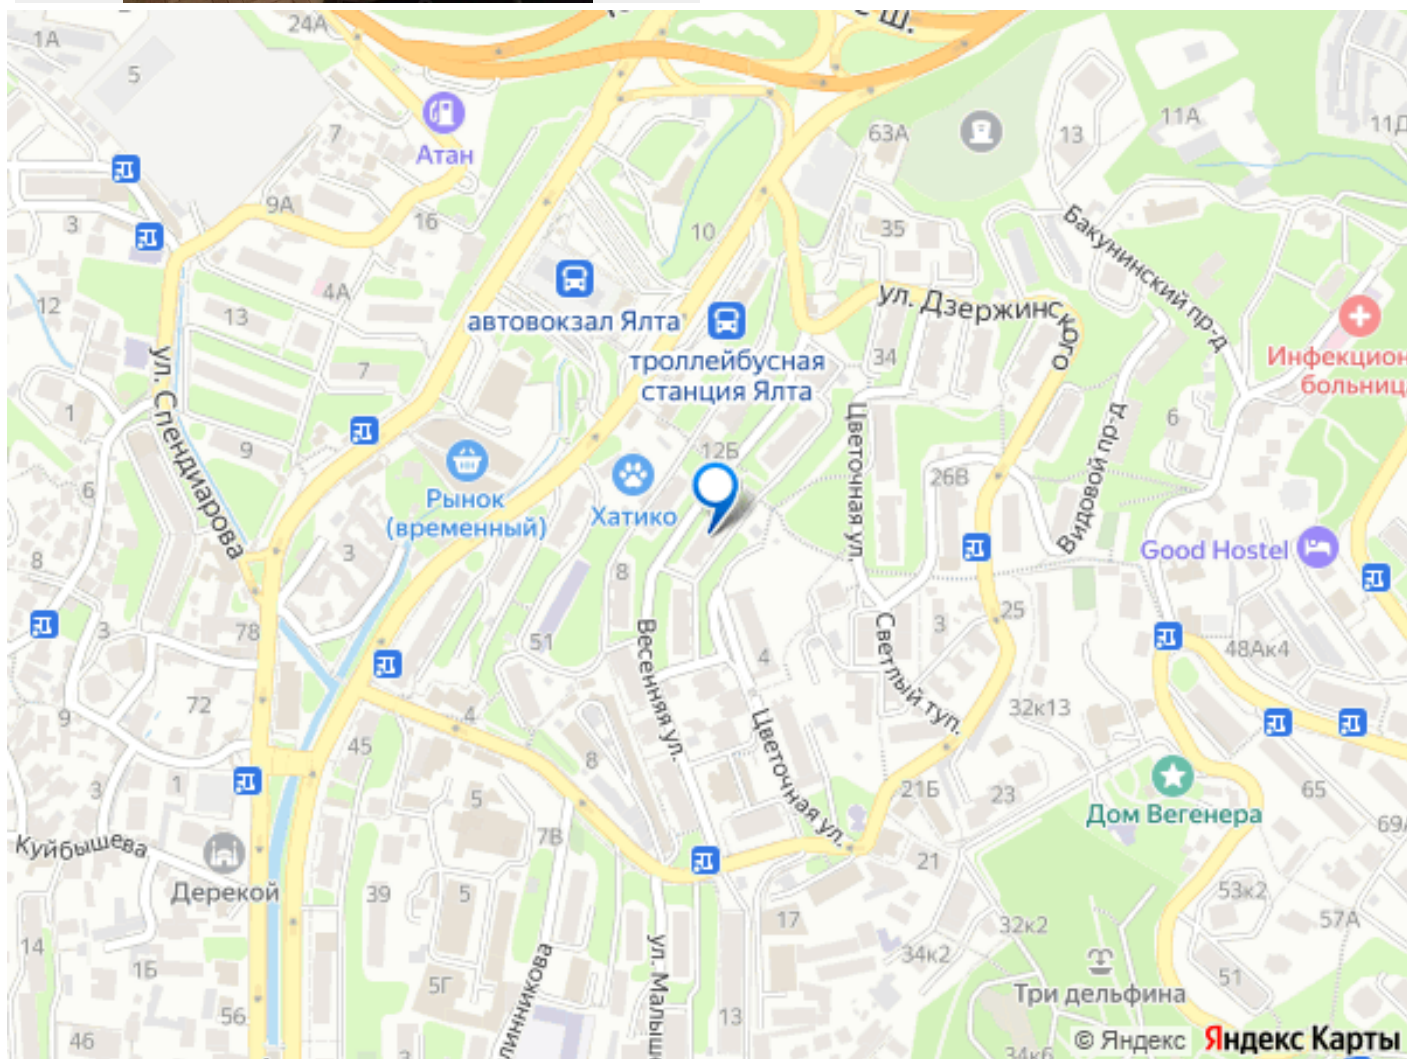 24А
Ш.
1А
5
7
Атан
63А
13
11А
11Д
9А
16
3
10
35
Бакунинский пр-д
12
4А
13
автовокзал Ялта
троллейбусная
станция Ялта
ул. Дзержинского
34
Инфекцион
больниц
7
1
ул. Спендиарова
9
6
Рынок
(временный)
Хатико
12Б
Цветочная ул.
26В
Видовой пр-д
6
Good Hostel
8
3
8
3
78
51
Весенняя ул.
4
Светлый туп.
3
25
48Ак4
9
72
4
45
32к13
8
Цветочная ул.
1
3
5
7В
21Б
23
Дом Вегенера
65
69А
Куйбышева
Дерекой
39
5
21
53к2
57А
17
32к2
34к2
14
1Б
5Г
линникова
ул. Малыш
Три дельфина
51
56
46
13
34к6
© Яндекс Яндекс Карты